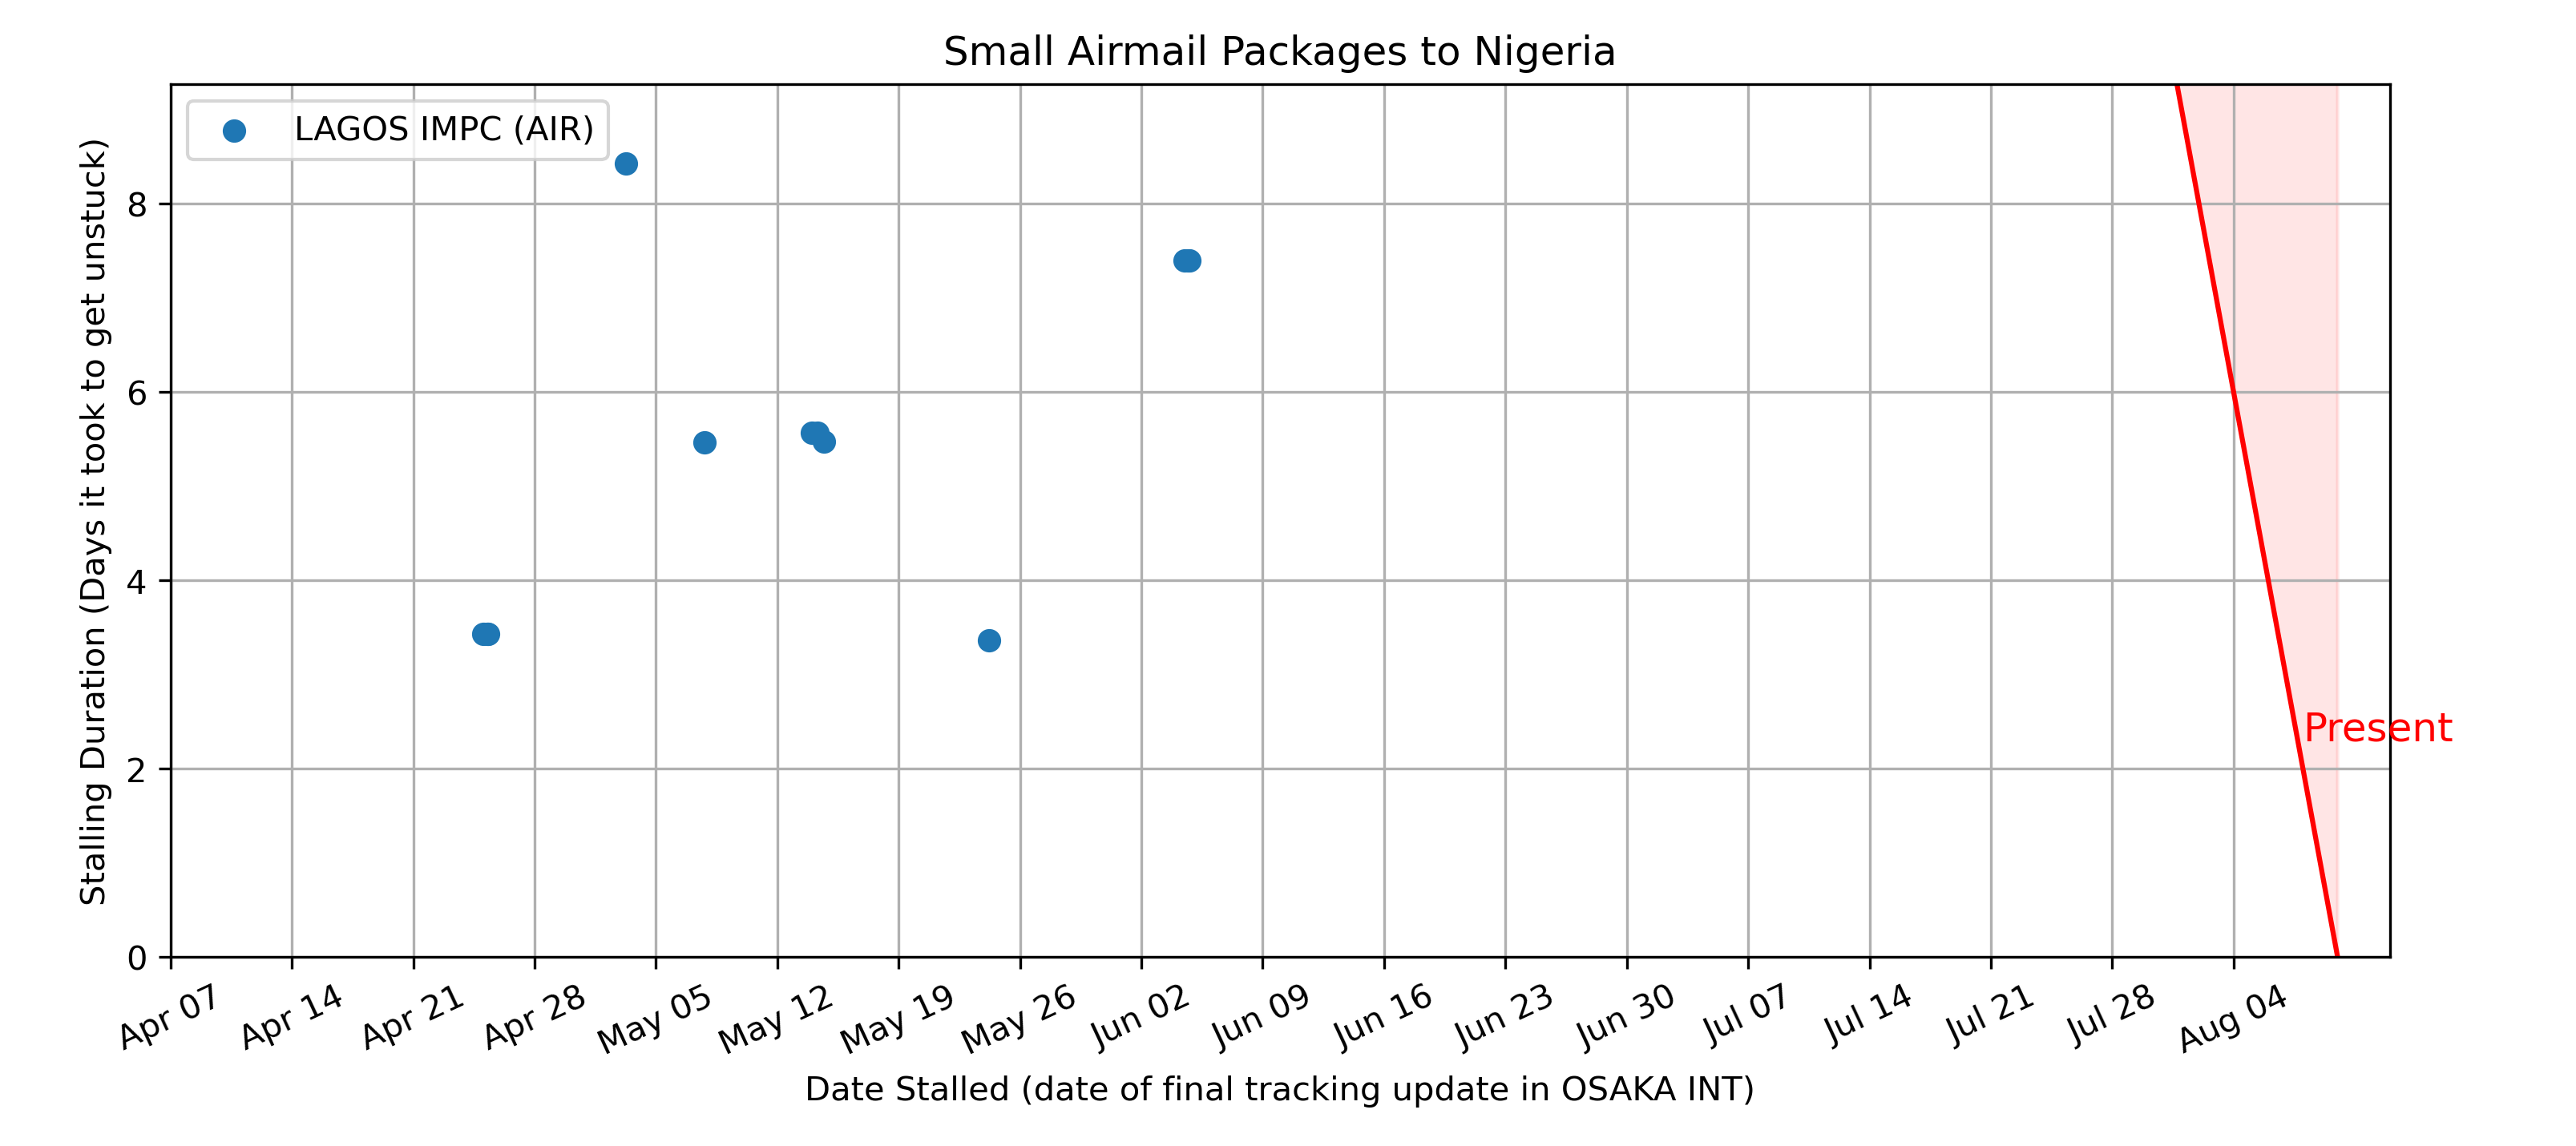 Small Airmail Packages to Nigeria
LAGOS IMPC (AIR)
Stalling Duration (Days it took to get unstuck)
8
6
4
2
0
Present
Apr 07
Apr 14
Apr 21
Apr 28
May 05
May 12
May 19
May 26
Jun 02
Jun 09
Jun 16
Jun 23
Jun 30
Jul 07
Jul 14
Jul 21
Jul 28
Aug 04
Date Stalled (date of final tracking update in OSAKA INT)